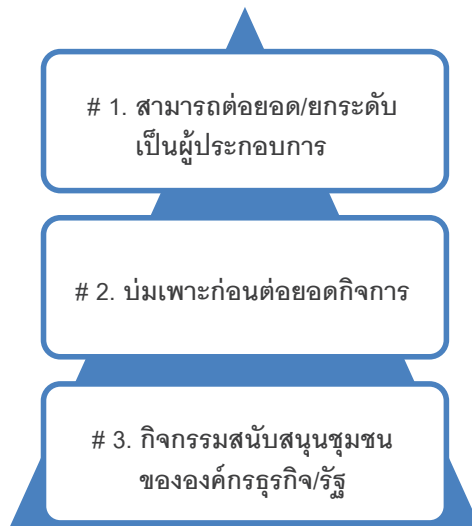 # 1. สามารถต่อยอด/ยกระดับ
เป็นผู้ประกอบการ
# 2. บ่มเพาะก่อนต่อยอดกิจการ
# 3. กิจกรรมสนับสนุนชุมชน
ขององค์กรธุรกิจ/รัฐ